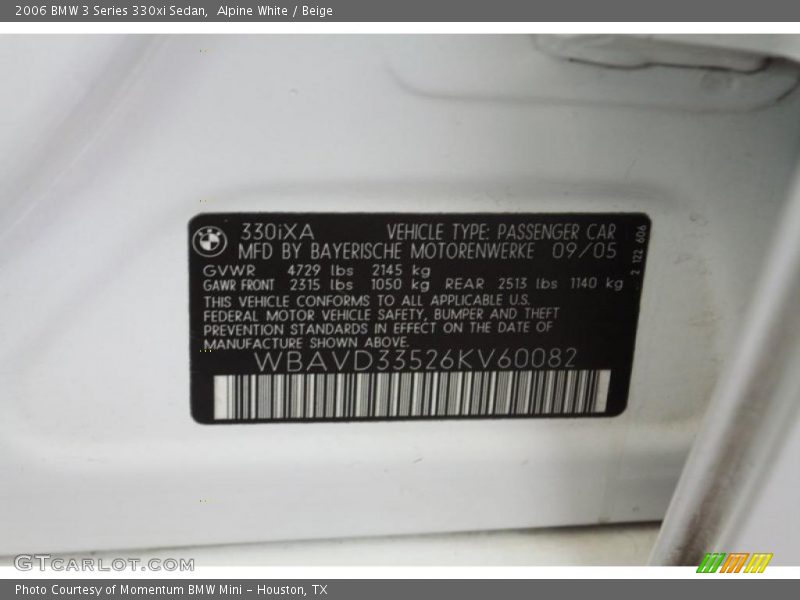 2006 BMW 3 Series 330xi Sedan,  Alpine White / Beige
330iXA VEHICLE TYPE: PASSENGER CAR
MFD BY BAYERISCHE MOTORENWERKE 09/05
GVWR 4729 lbs 2145 kg
GAWR FRONT 2315 lbs 1050 kg REAR 2513 lbs 1140 kg
THIS VEHICLE CONFORMS TO ALL APPLICABLE U.S.
FEDERAL MOTOR VEHICLE SAFETY, BUMPER AND THEFT
PREVENTION STANDARDS IN EFFECT ON THE DATE OF
MANUFACTURE SHOWN ABOVE.
WBAVD33526KV60082
2 122 606
GTCARLOT.COM
Photo Courtesy of Momentum BMW Mini – Houston, TX